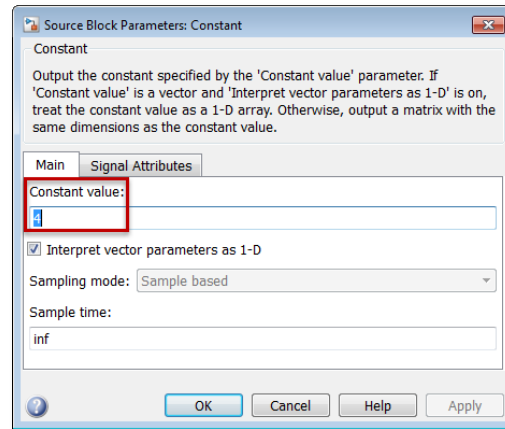 Source Block Parameters: Constant
Constant
Output the constant specified by the 'Constant value' parameter. If
'Constant value' is a vector and 'Interpret vector parameters as 1-D' is on,
treat the constant value as a 1-D array. Otherwise, output a matrix with the
same dimensions as the constant value.
Main Signal Attributes
Constant value:
4
Interpret vector parameters as 1-D
Sampling mode: Sample based
Sample time:
inf
? OK Cancel Help Apply